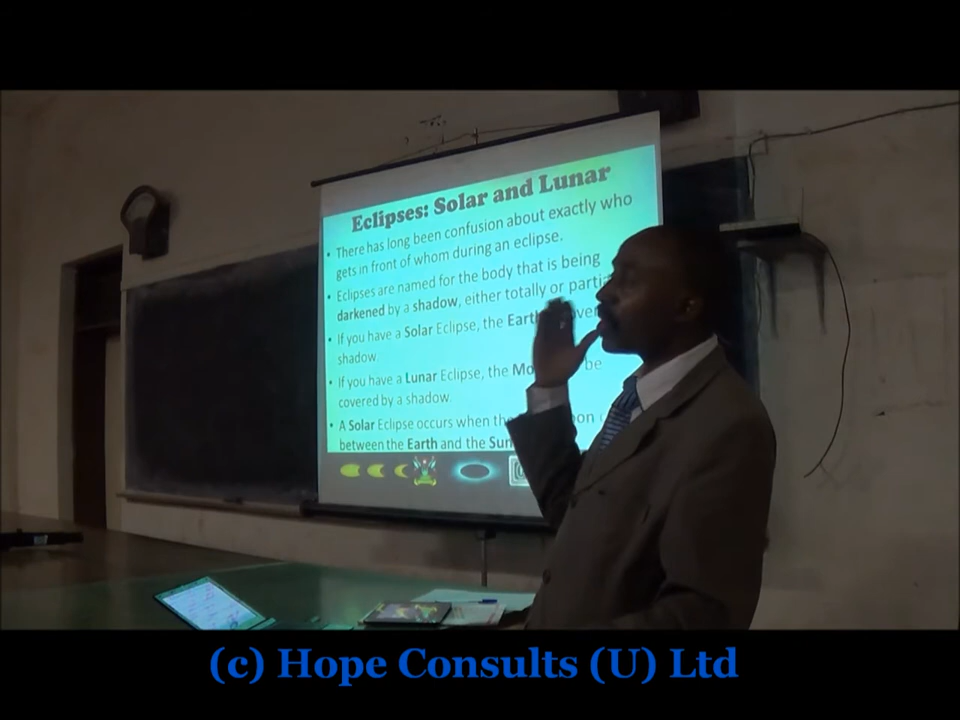 Eclipses: Solar and Lunar
• There has long been confusion about exactly who
gets in front of whom during an eclipse.
• Eclipses are named for the body that is being
darkened by a shadow, either totally or
• If you have a Solar Eclipse, the Earth
shadow.
• If you have a Lunar Eclipse, the be
covered by a shadow.
• A Solar Eclipse occurs when the
between the Earth and the Sun
(c) Hope Consults (U) Ltd